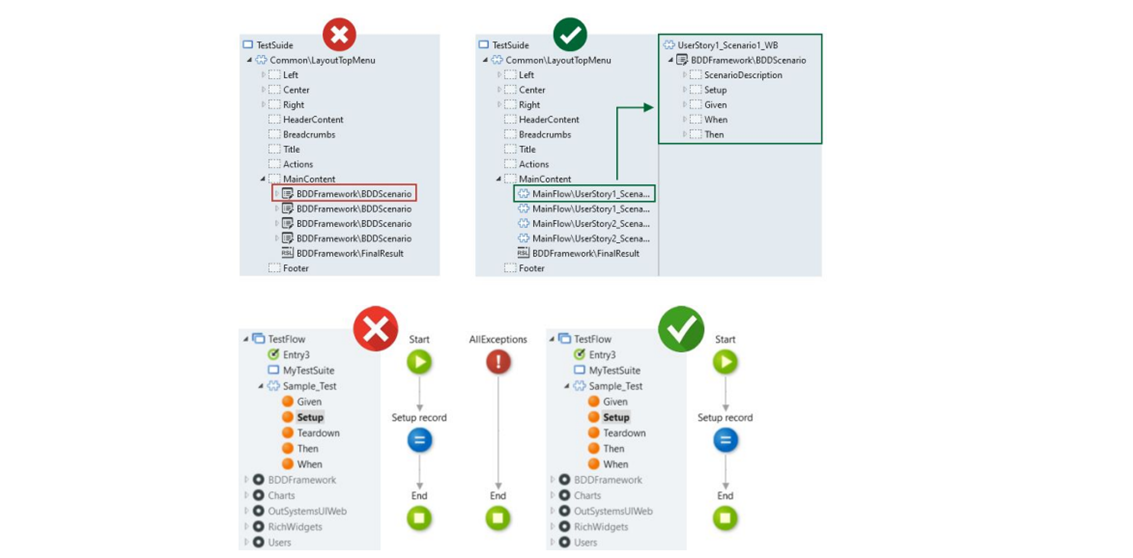 TestSuide
Common\LayoutTopMenu
Left
Center
Right
HeaderContent
Breadcrumbs
Title
Actions
MainContent
BDDFramework\BDDScenario
BDDFramework\BDDScenario
BDDFramework\BDDScenario
BDDFramework\BDDScenario
RSL BDDFramework\FinalResult
Footer
TestSuide
Common\LayoutTopMenu
Left
Center
Right
HeaderContent
Breadcrumbs
Title
Actions
MainContent
MainFlow\UserStory1_Scena...
MainFlow\UserStory1_Scena...
MainFlow\UserStory2_Scena...
MainFlow\UserStory2_Scena...
RSL BDDFramework\FinalResult
Footer
UserStory1_Scenario1_WB
BDDFramework\BDDScenario
ScenarioDescription
Setup
Given
When
Then
TestFlow
Entry3
MyTestSuite
Sample_Test
Given
Setup
Teardown
Then
When
BDDFramework
Charts
OutSystemsUIWeb
RichWidgets
Users
Start
Setup record
End
AllExceptions
End
TestFlow
Entry3
MyTestSuite
Sample_Test
Given
Setup
Teardown
Then
When
BDDFramework
Charts
OutSystemsUIWeb
RichWidgets
Users
Start
Setup record
End